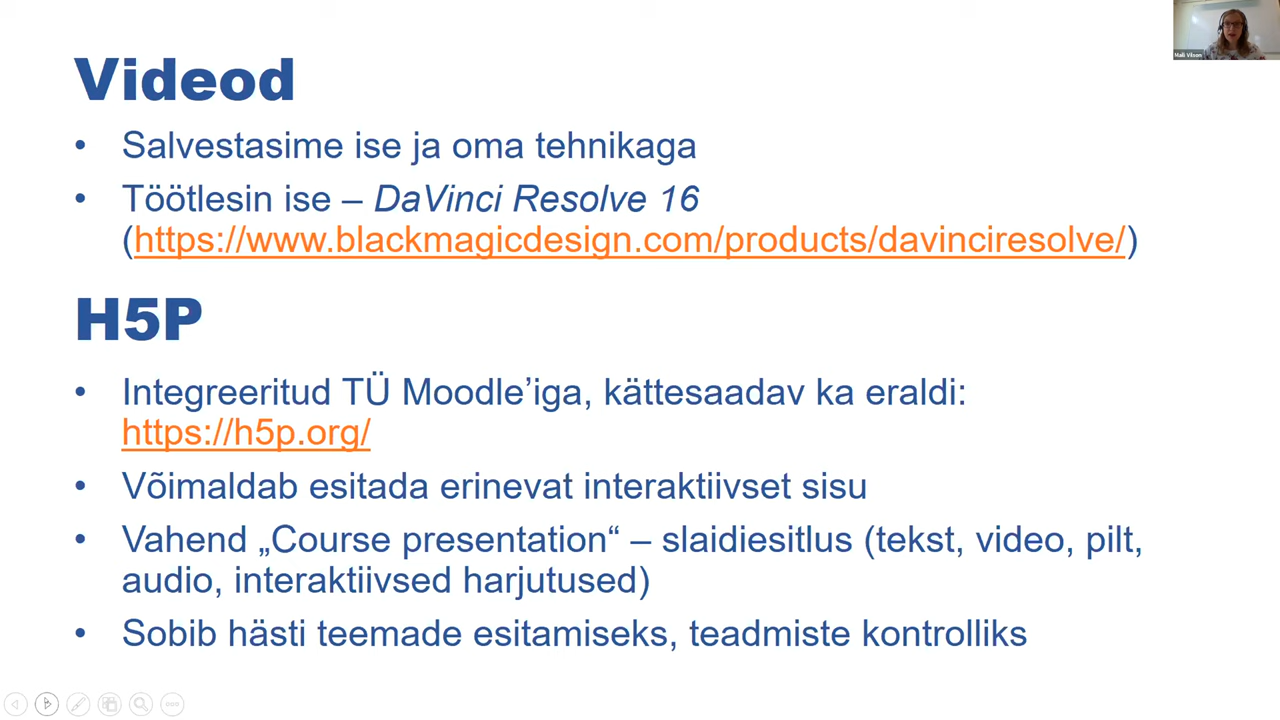 Videod
• Salvestasime ise ja oma tehnikaga
• Töötlesin ise – DaVinci Resolve 16
(https://www.blackmagicdesign.com/products/davinciresolve/)
H5P
• Integreeritud TÜ Moodle’iga, kättesaadav ka eraldi:
https://h5p.org/
• Võimaldab esitada erinevat interaktiivset sisu
• Vahend „Course presentation“ – slaidiesitlus (tekst, video, pilt,
audio, interaktiivsed harjutused)
• Sobib hästi teemade esitamiseks, teadmiste kontrolliks